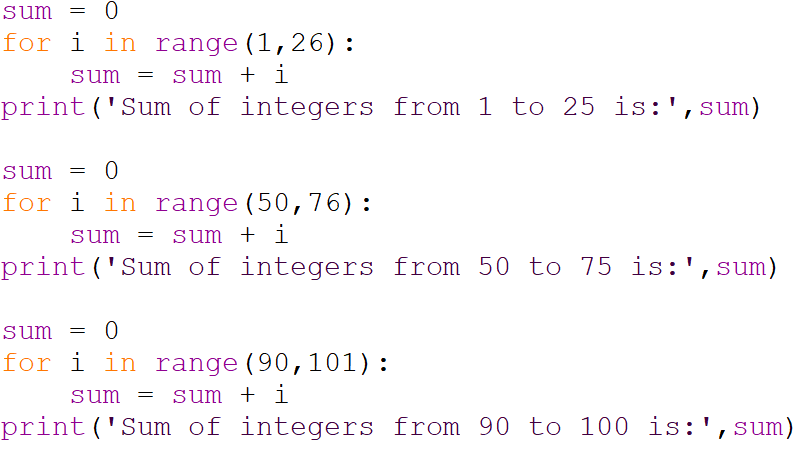 sum = 0
for i in range(1,26):
    sum = sum + i
print('Sum of integers from 1 to 25 is:',sum)

sum = 0
for i in range(50,76):
    sum = sum + i
print('Sum of integers from 50 to 75 is:',sum)

sum = 0
for i in range(90,101):
    sum = sum + i
print('Sum of integers from 90 to 100 is:',sum)